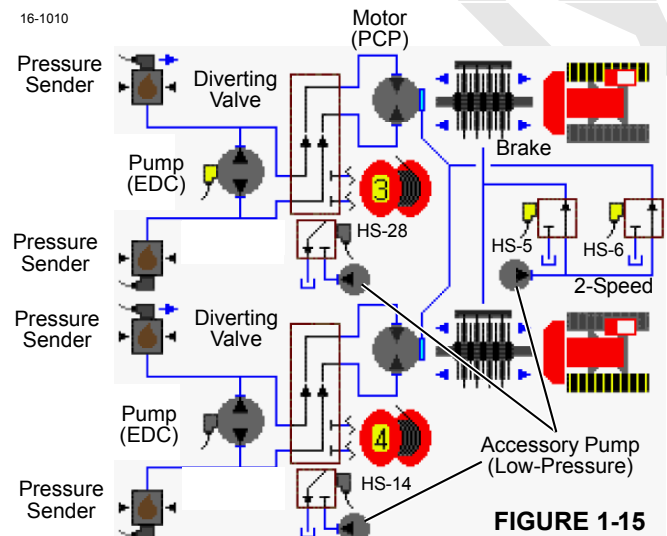 16-1010
Motor
(PCP)
Pressure
Sender
Diverting
Valve
Pump
(EDC)
Brake
3
HS-28
HS-5
HS-6
2-Speed
Pressure
Sender
Pressure
Sender
Diverting
Valve
Pump
(EDC)
4
HS-14
Accessory Pump
(Low-Pressure)
Pressure
Sender
FIGURE 1-15